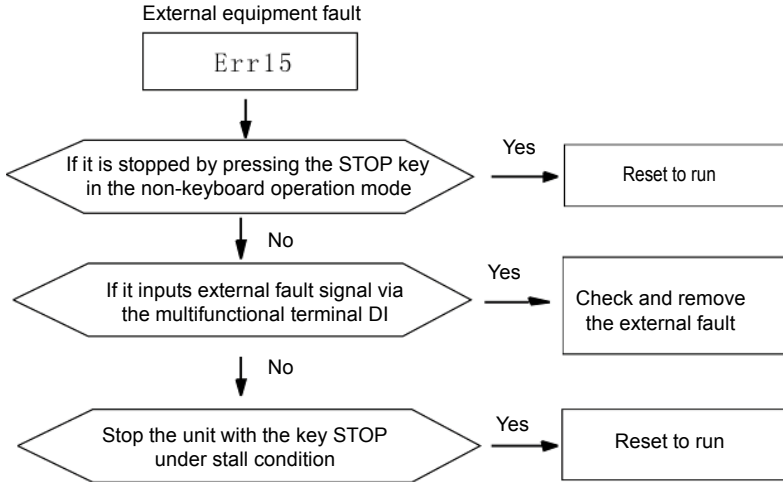 External equipment fault
Err15
If it is stopped by pressing the STOP key
in the non-keyboard operation mode
Yes
Reset to run
No
If it inputs external fault signal via
the multifunctional terminal DI
Yes
Check and remove
the external fault
No
Stop the unit with the key STOP
under stall condition
Yes
Reset to run